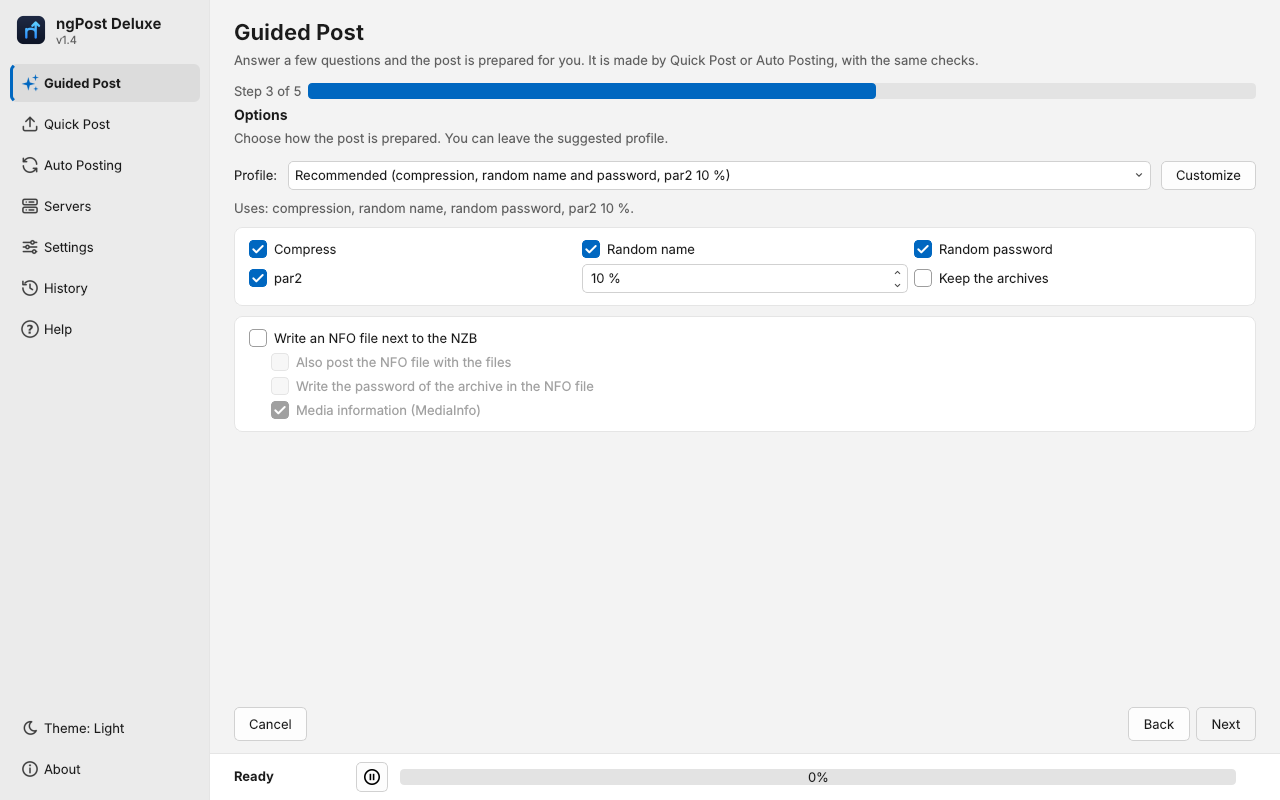 ngPost Deluxe
v1.4
Guided Post
Quick Post
Auto Posting
Servers
Settings
History
Help
Theme: Light
About
Guided Post
Answer a few questions and the post is prepared for you. It is made by Quick Post or Auto Posting, with the same checks.
Step 3 of 5
Options
Choose how the post is prepared. You can leave the suggested profile.
Profile: Recommended (compression, random name and password, par2 10 %) Customize
Uses: compression, random name, random password, par2 10 %.
Compress Random name Random password
par2 10 % Keep the archives
Write an NFO file next to the NZB
Also post the NFO file with the files
Write the password of the archive in the NFO file
Media information (MediaInfo)
Cancel Back Next
Ready 0%